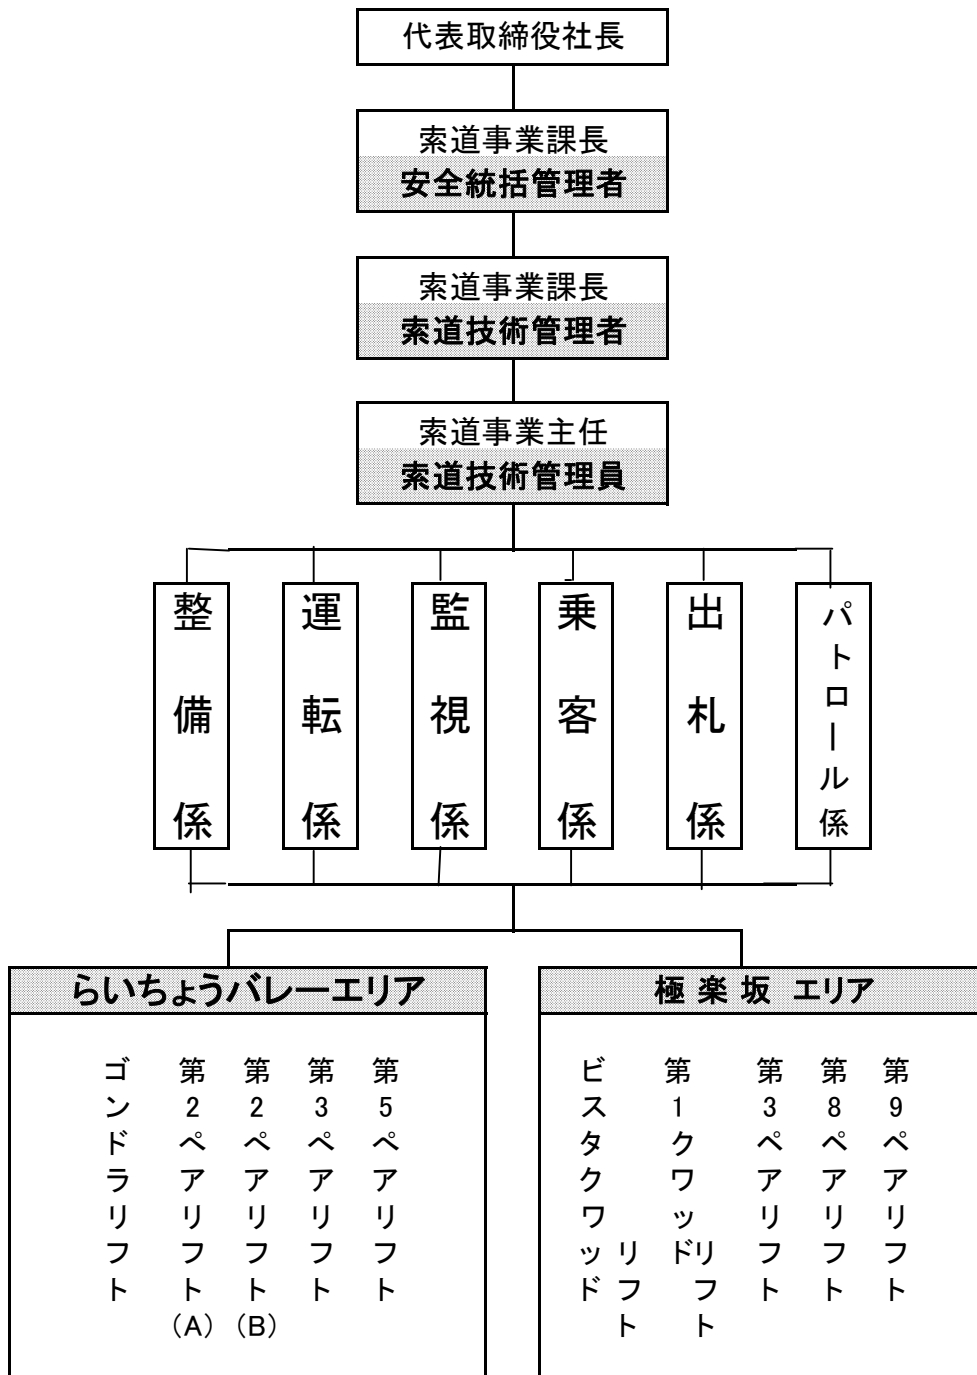 代表取締役社長
索道事業課長
安全統括管理者
索道事業課長
索道技術管理者
索道事業主任
索道技術管理員
整備係
運転係
監視係
乗客係
出札係
パトロール係
らいちょうバレーエリア
ゴンドラリフト
第2ペアリフト(A)
第2ペアリフト(B)
第3ペアリフト
第5ペアリフト
極楽坂 エリア
ビスタクワッド
リフト
第1クワッド
リフト
第3ペアリフト
第8ペアリフト
第9ペアリフト